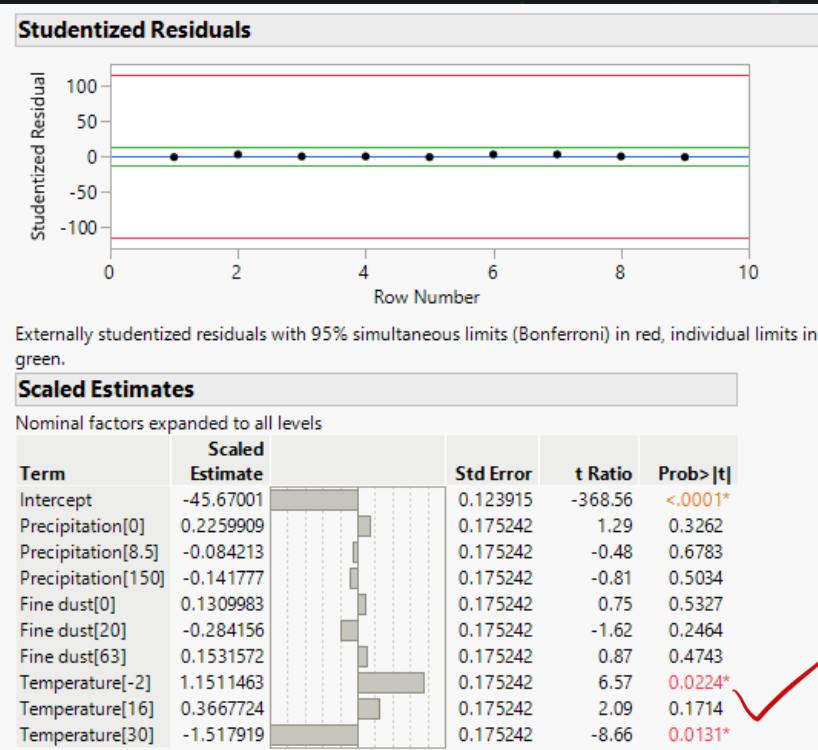 Studentized Residuals
Studentized Residual
100
50
0
-50
-100
0 2 4 6 8 10
Row Number
Externally studentized residuals with 95% simultaneous limits (Bonferroni) in red, individual limits in
green.
Scaled Estimates
Nominal factors expanded to all levels
Term Scaled Estimate Std Error t Ratio Prob>|t|
Intercept -45.67001 0.123915 -368.56 <.0001*
Precipitation[0] 0.2259909 0.175242 1.29 0.3262
Precipitation[8.5] -0.084213 0.175242 -0.48 0.6783
Precipitation[150] -0.141777 0.175242 -0.81 0.5034
Fine dust[0] 0.1309983 0.175242 0.75 0.5327
Fine dust[20] -0.284156 0.175242 -1.62 0.2464
Fine dust[63] 0.1531572 0.175242 0.87 0.4743
Temperature[-2] 1.1511463 0.175242 6.57 0.0224*
Temperature[16] 0.3667724 0.175242 2.09 0.1714
Temperature[30] -1.517919 0.175242 -8.66 0.0131*